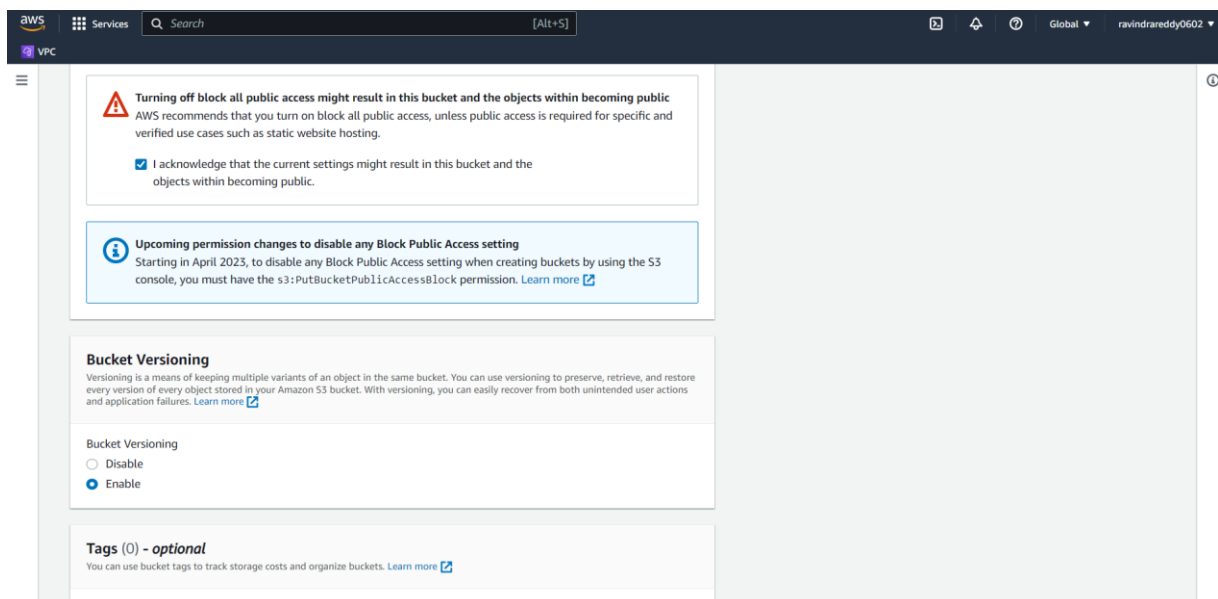 aws
Services
Search
[Alt+S]
Global
ravindrareddy0602
VPC
Turning off block all public access might result in this bucket and the objects within becoming public
AWS recommends that you turn on block all public access, unless public access is required for specific and
verified use cases such as static website hosting.
I acknowledge that the current settings might result in this bucket and the
objects within becoming public.
Upcoming permission changes to disable any Block Public Access setting
Starting in April 2023, to disable any Block Public Access setting when creating buckets by using the S3
console, you must have the s3:PutBucketPublicAccessBlock permission. Learn more
Bucket Versioning
Versioning is a means of keeping multiple variants of an object in the same bucket. You can use versioning to preserve, retrieve, and restore
every version of every object stored in your Amazon S3 bucket. With versioning, you can easily recover from both unintended user actions
and application failures. Learn more
Bucket Versioning
Disable
Enable
Tags (0) - optional
You can use bucket tags to track storage costs and organize buckets. Learn more